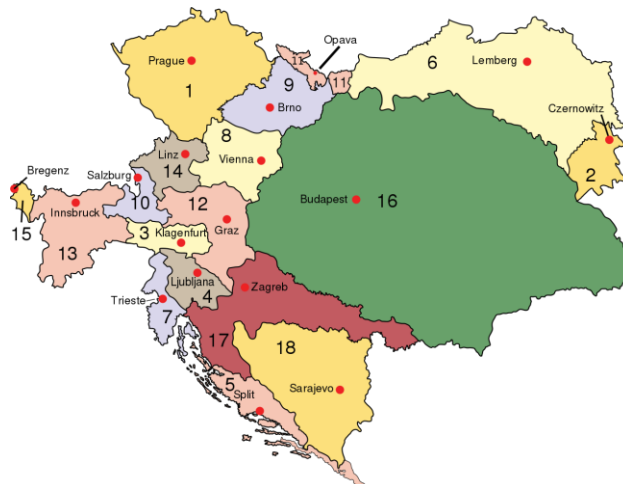 Opava
11
Prague
6
Lemberg
9
11
1
Brno
Czernowitz
8
Linz
Vienna
Bregenz
Salzburg
14
2
10
12
Budapest
16
Innsbruck
15
3
Klagenfurt
Graz
13
Ljubljana
4
Zagreb
Trieste
7
17
18
5
Split
Sarajevo